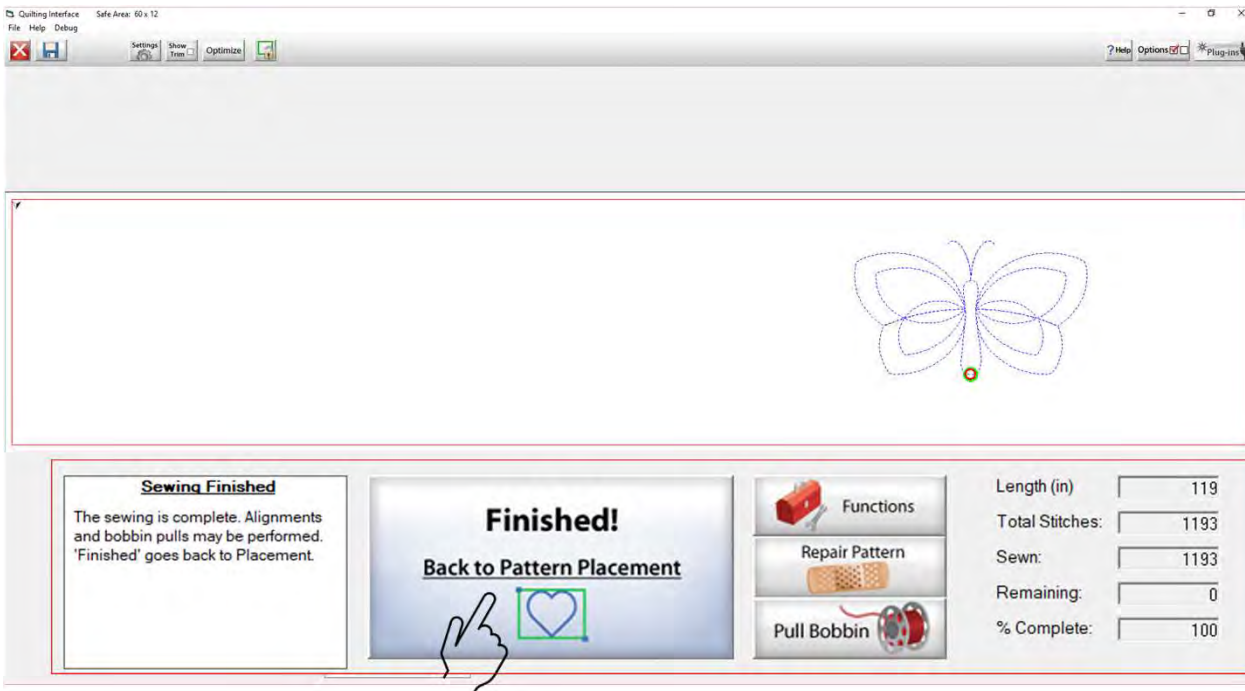 Quilting Interface Safe Area: 60 x 12
File Help Debug
Settings Show Trim Optimize ?Help Options Plug-ins
Sewing Finished
The sewing is complete. Alignments
and bobbin pulls may be performed.
'Finished' goes back to Placement.
Finished!
Back to Pattern Placement
Functions
Repair Pattern
Pull Bobbin
Length (in) 119
Total Stitches: 1193
Sewn: 1193
Remaining: 0
% Complete: 100